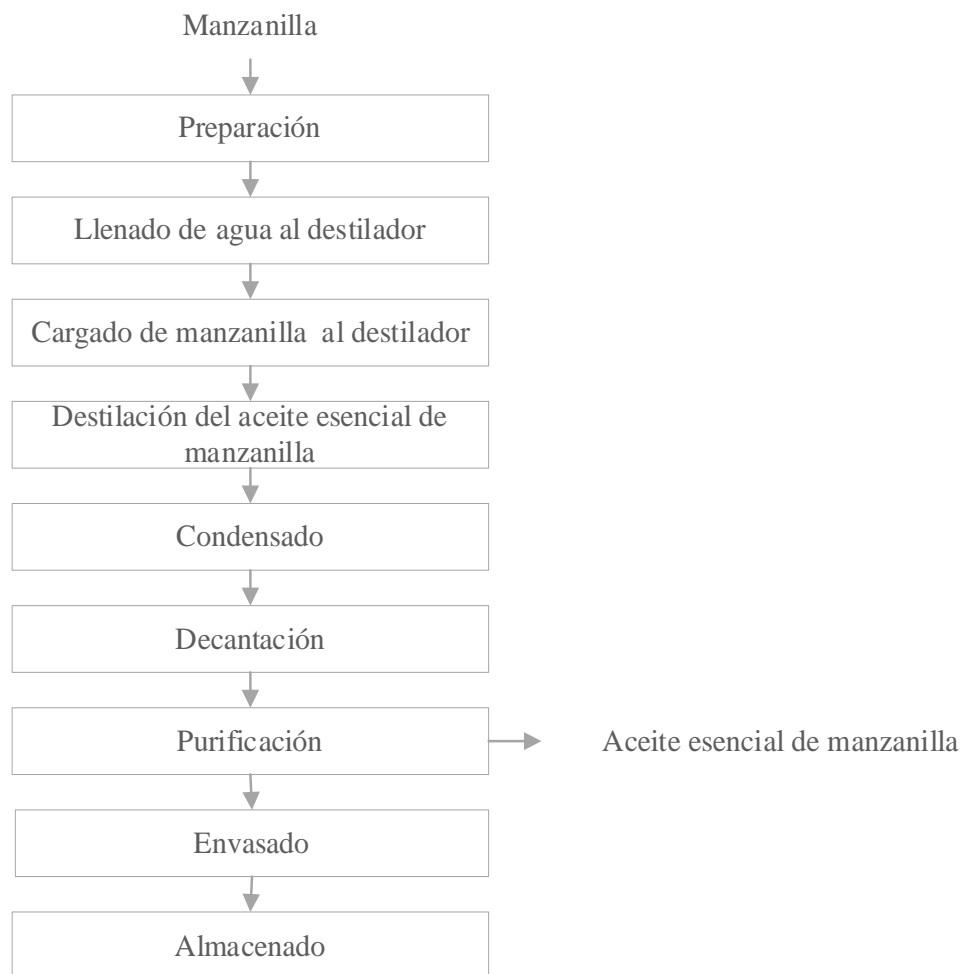 Manzanilla
Preparación
Llenado de agua al destilador
Cargado de manzanilla al destilador
Destilación del aceite esencial de
manzanilla
Condensado
Decantación
Purificación
Aceite esencial de manzanilla
Envasado
Almacenado